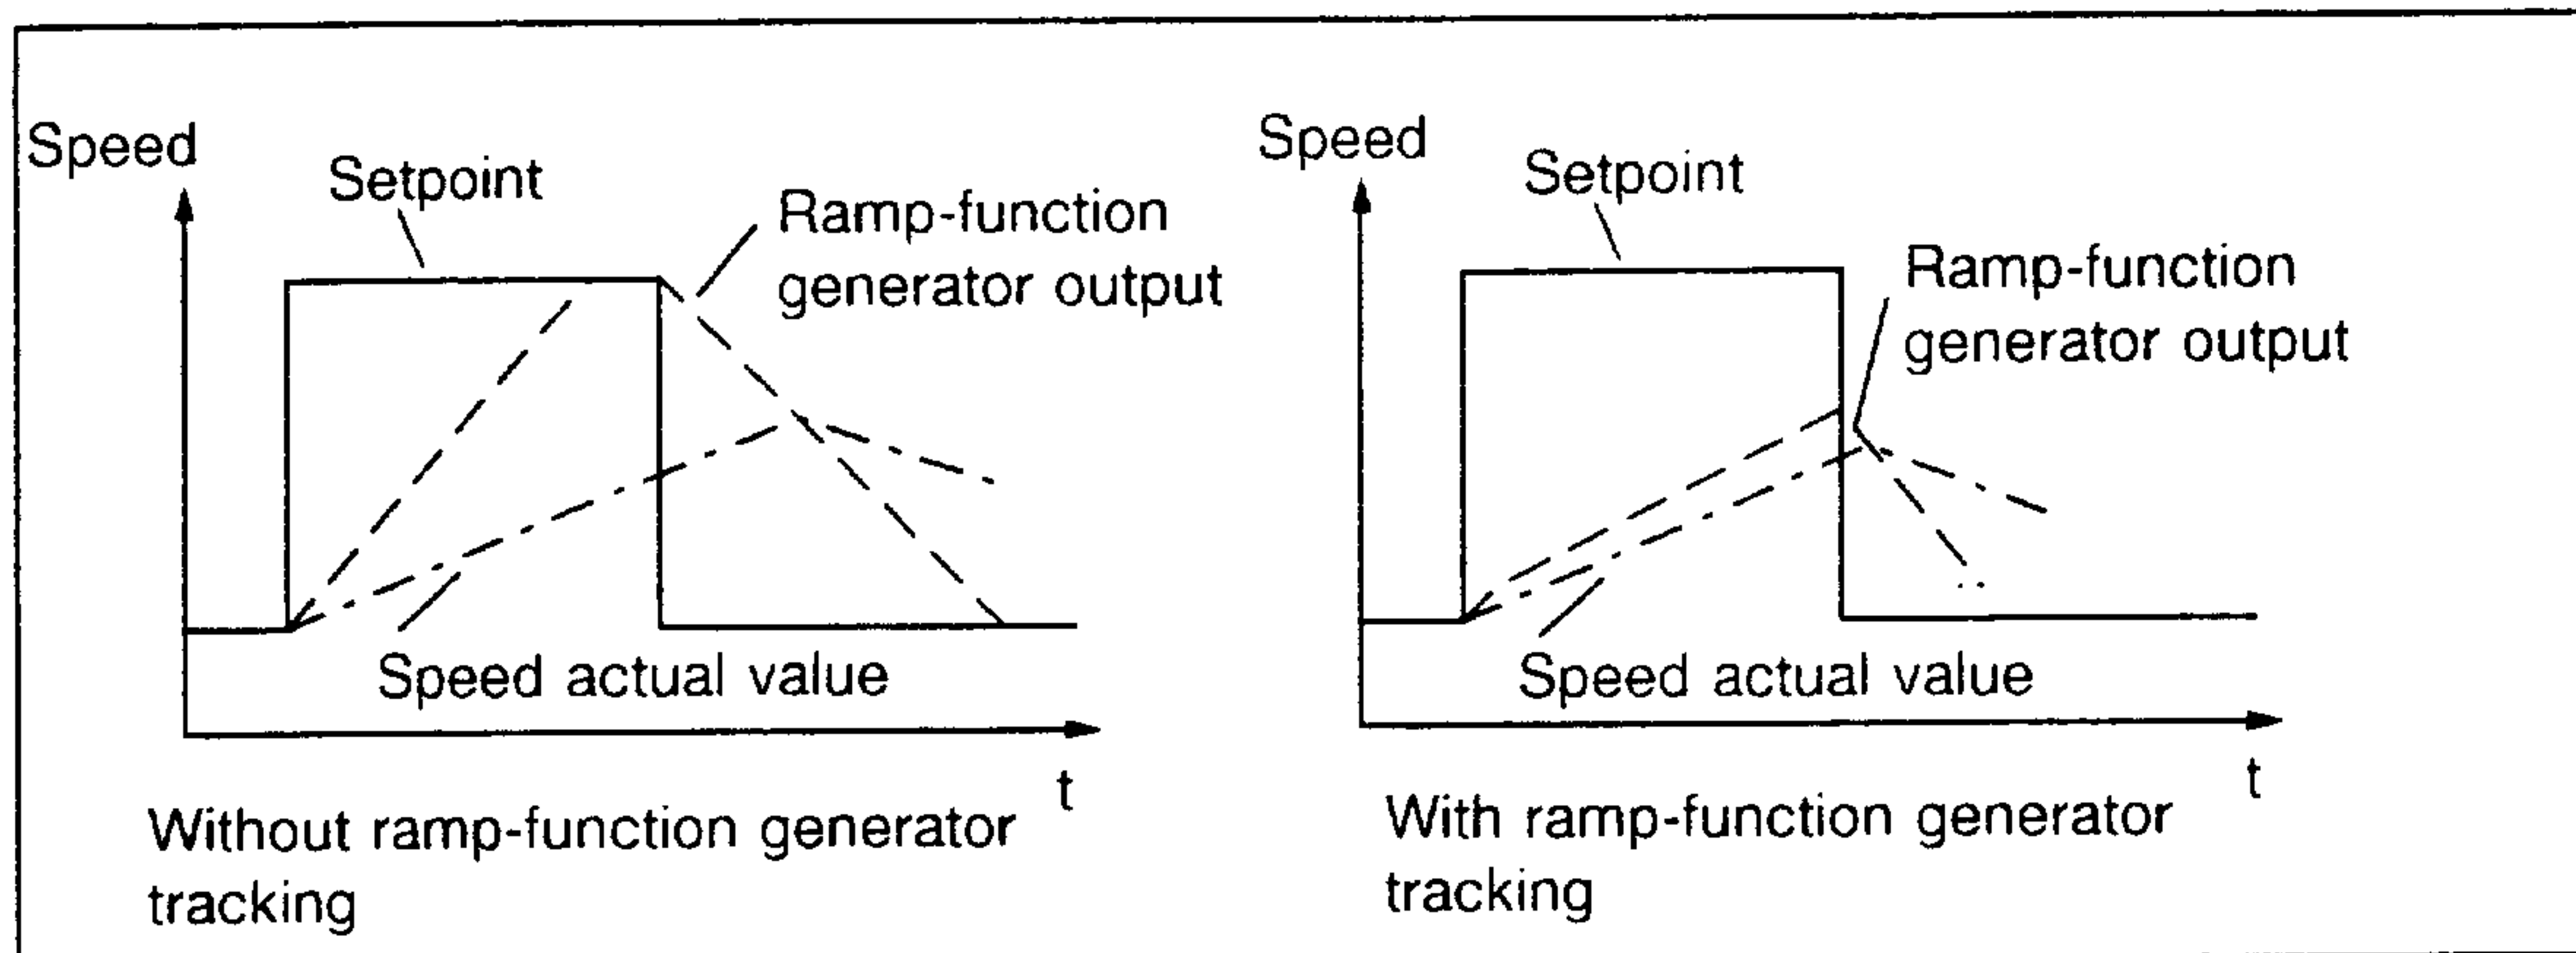 Speed
Setpoint
Ramp-function
generator output
Speed actual value
t
Without ramp-function generator
tracking
Speed
Setpoint
Ramp-function
generator output
Speed actual value
t
With ramp-function generator
tracking